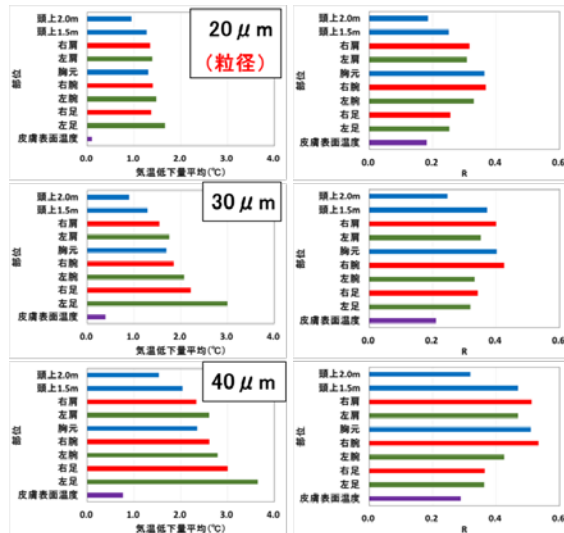 20μm
(粒径)
部位
頭上2.0m
頭上1.5m
右肩
左肩
胸元
右腕
左腕
右足
左足
皮膚表面温度
0.0 1.0 2.0 3.0 4.0
気温低下量平均(℃)
頭上2.0m
頭上1.5m
右肩
左肩
胸元
右腕
左腕
右足
左足
皮膚表面温度
部位
0.0 0.2 0.4 0.6
R
30μm
部位
頭上2.0m
頭上1.5m
右肩
左肩
胸元
右腕
左腕
右足
左足
皮膚表面温度
0.0 1.0 2.0 3.0 4.0
気温低下量平均(℃)
頭上2.0m
頭上1.5m
右肩
左肩
胸元
右腕
左腕
右足
左足
皮膚表面温度
部位
0.0 0.2 0.4 0.6
R
40μm
部位
頭上2.0m
頭上1.5m
右肩
左肩
胸元
右腕
左腕
右足
左足
皮膚表面温度
0.0 1.0 2.0 3.0 4.0
気温低下量平均(℃)
頭上2.0m
頭上1.5m
右肩
左肩
胸元
右腕
左腕
右足
左足
皮膚表面温度
部位
0.0 0.2 0.4 0.6
R